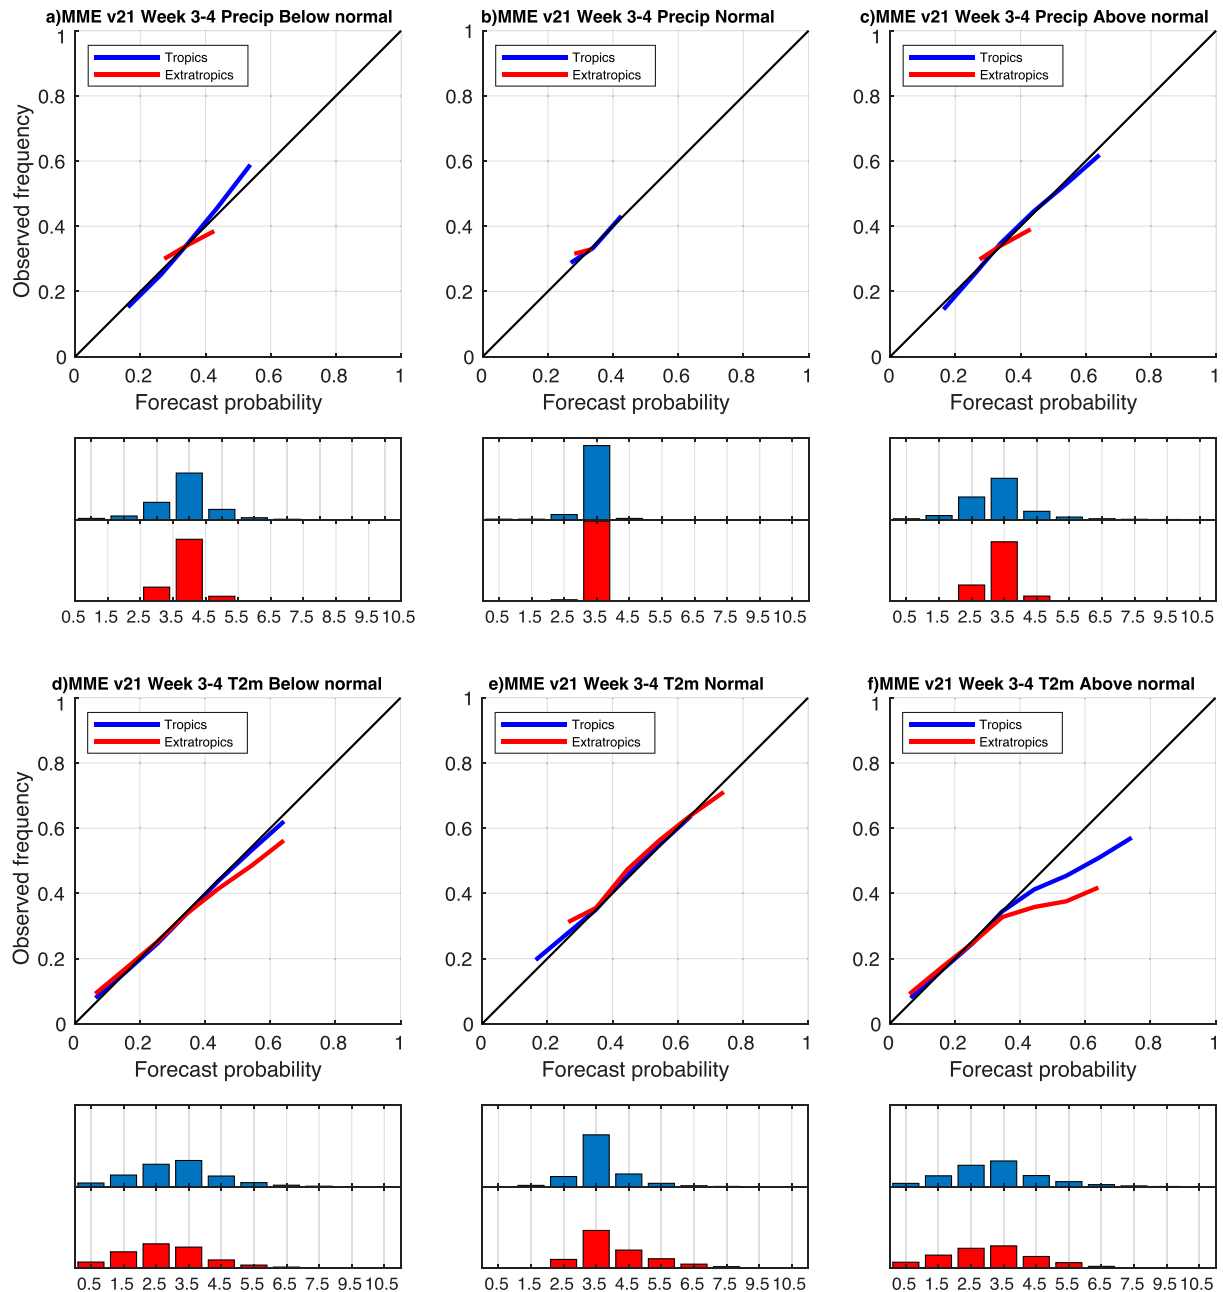 a)MME v21 Week 3-4 Precip Below normal
b)MME v21 Week 3-4 Precip Normal
c)MME v21 Week 3-4 Precip Above normal
1
0.8
0.6
0.4
0.2
0
Observed frequency
Tropics
Extratropics
0 0.2 0.4 0.6 0.8 1
Forecast probability
1
0.8
0.6
0.4
0.2
0
Tropics
Extratropics
0 0.2 0.4 0.6 0.8 1
Forecast probability
1
0.8
0.6
0.4
0.2
0
Tropics
Extratropics
0 0.2 0.4 0.6 0.8 1
Forecast probability
0.5 1.5 2.5 3.5 4.5 5.5 6.5 7.5 8.5 9.5 10.5
0.5 1.5 2.5 3.5 4.5 5.5 6.5 7.5 8.5 9.5 10.5
0.5 1.5 2.5 3.5 4.5 5.5 6.5 7.5 8.5 9.5 10.5
d)MME v21 Week 3-4 T2m Below normal
e)MME v21 Week 3-4 T2m Normal
f)MME v21 Week 3-4 T2m Above normal
1
0.8
0.6
0.4
0.2
0
Observed frequency
Tropics
Extratropics
0 0.2 0.4 0.6 0.8 1
Forecast probability
1
0.8
0.6
0.4
0.2
0
Tropics
Extratropics
0 0.2 0.4 0.6 0.8 1
Forecast probability
1
0.8
0.6
0.4
0.2
0
Tropics
Extratropics
0 0.2 0.4 0.6 0.8 1
Forecast probability
0.5 1.5 2.5 3.5 4.5 5.5 6.5 7.5 8.5 9.5 10.5
0.5 1.5 2.5 3.5 4.5 5.5 6.5 7.5 8.5 9.5 10.5
0.5 1.5 2.5 3.5 4.5 5.5 6.5 7.5 8.5 9.5 10.5